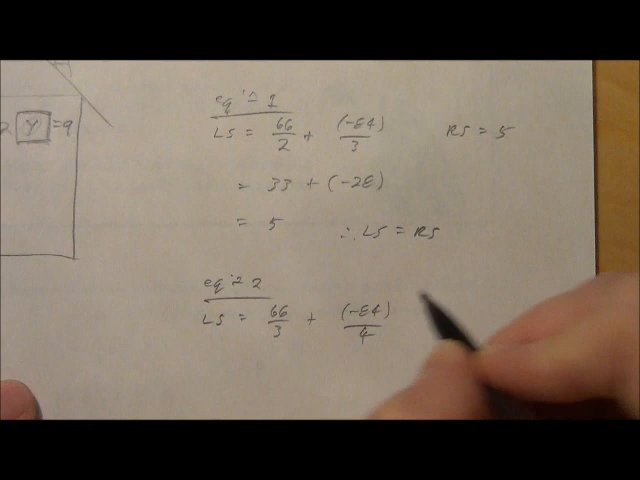 eq'n 1
LS = 66/2 + (-84)/3 RS = 5
Y = 9
= 33 + (-28)
= 5 ∴ LS = RS
eq'n 2
LS = 66/3 + (-84)/4